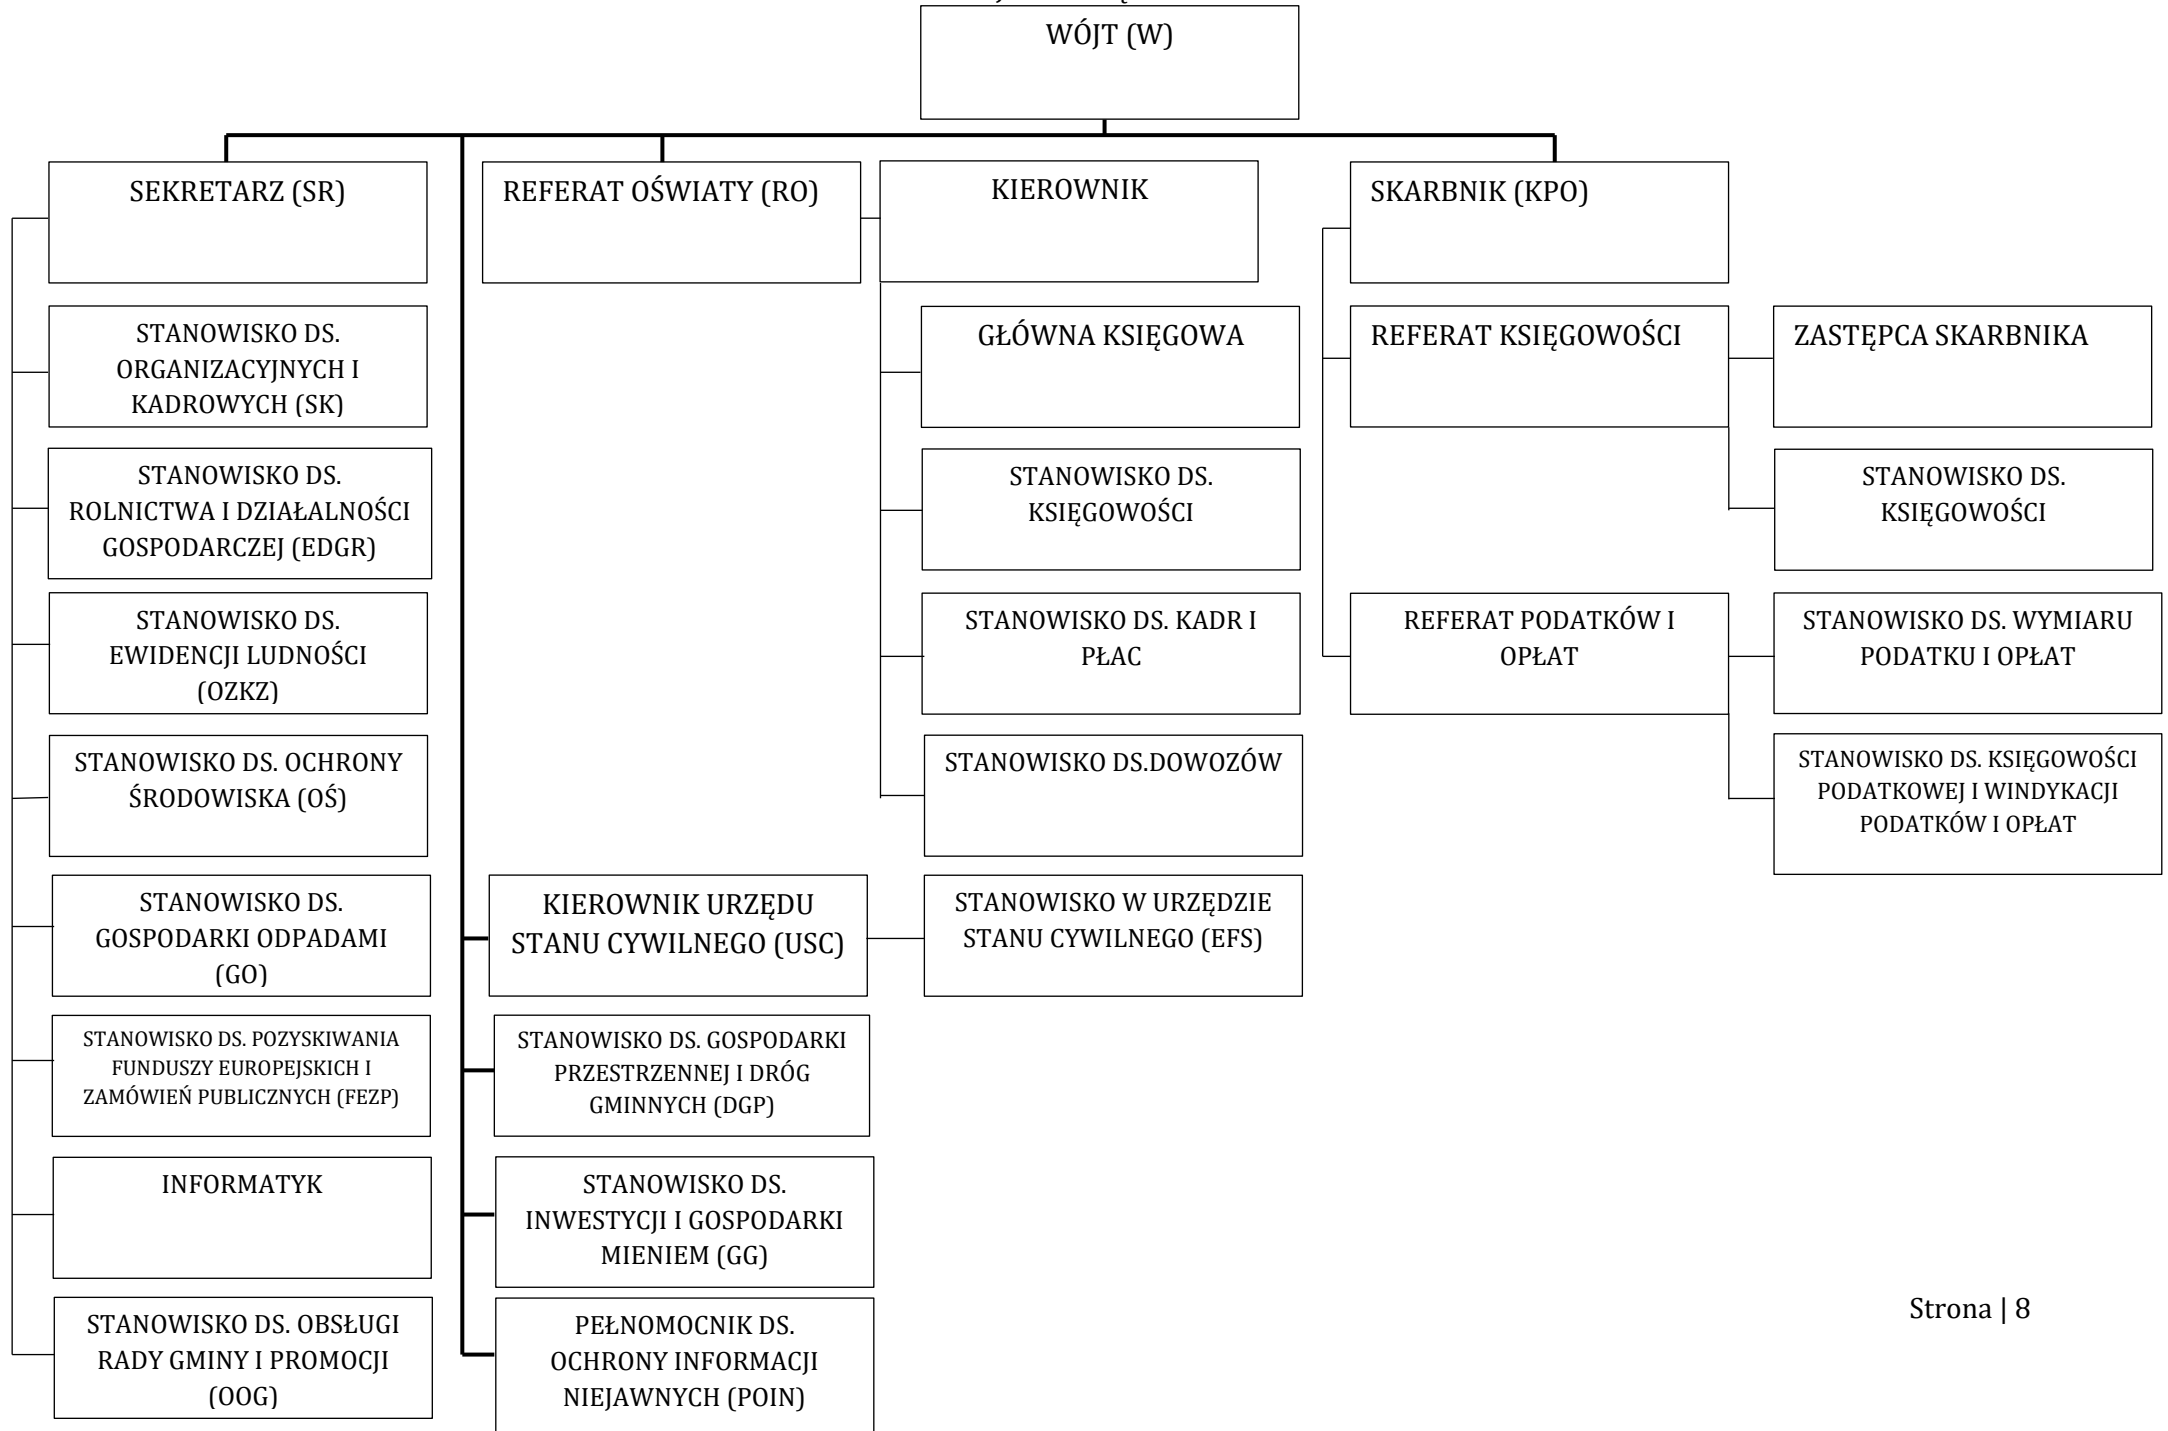 WÓJT (W)
SEKRETARZ (SR)
REFERAT OŚWIATY (RO)
KIEROWNIK
SKARBNIK (KPO)
STANOWISKO DS.
ORGANIZACYJNYCH I
KADROWYCH (SK)
GŁÓWNA KSIĘGOWA
REFERAT KSIĘGOWOŚCI
ZASTĘPCA SKARBNIKA
STANOWISKO DS.
ROLNICTWA I DZIAŁALNOŚCI
GOSPODARCZEJ (EDGR)
STANOWISKO DS.
KSIĘGOWOŚCI
STANOWISKO DS.
KSIĘGOWOŚCI
STANOWISKO DS.
EWIDENCJI LUDNOŚCI
(OZKZ)
STANOWISKO DS. KADR I
PŁAC
REFERAT PODATKÓW I
OPŁAT
STANOWISKO DS. WYMIARU
PODATKU I OPŁAT
STANOWISKO DS. OCHRONY
ŚRODOWISKA (OŚ)
STANOWISKO DS.DOWOZÓW
STANOWISKO DS. KSIĘGOWOŚCI
PODATKOWEJ I WINDYKACJI
PODATKÓW I OPŁAT
STANOWISKO DS.
GOSPODARKI ODPADAMI
(GO)
KIEROWNIK URZĘDU
STANU CYWILNEGO (USC)
STANOWISKO W URZĘDZIE
STANU CYWILNEGO (EFS)
STANOWISKO DS. POZYSKIWANIA
FUNDUSZY EUROPEJSKICH I
ZAMÓWIEŃ PUBLICZNYCH (FEZP)
STANOWISKO DS. GOSPODARKI
PRZESTRZENNEJ I DRÓG
GMINNYCH (DGP)
INFORMATYK
STANOWISKO DS.
INWESTYCJI I GOSPODARKI
MIENIEM (GG)
STANOWISKO DS. OBSŁUGI
RADY GMINY I PROMOCJI
(OOG)
PEŁNOMOCNIK DS.
OCHRONY INFORMACJI
NIEJAWNYCH (POIN)
Strona | 8